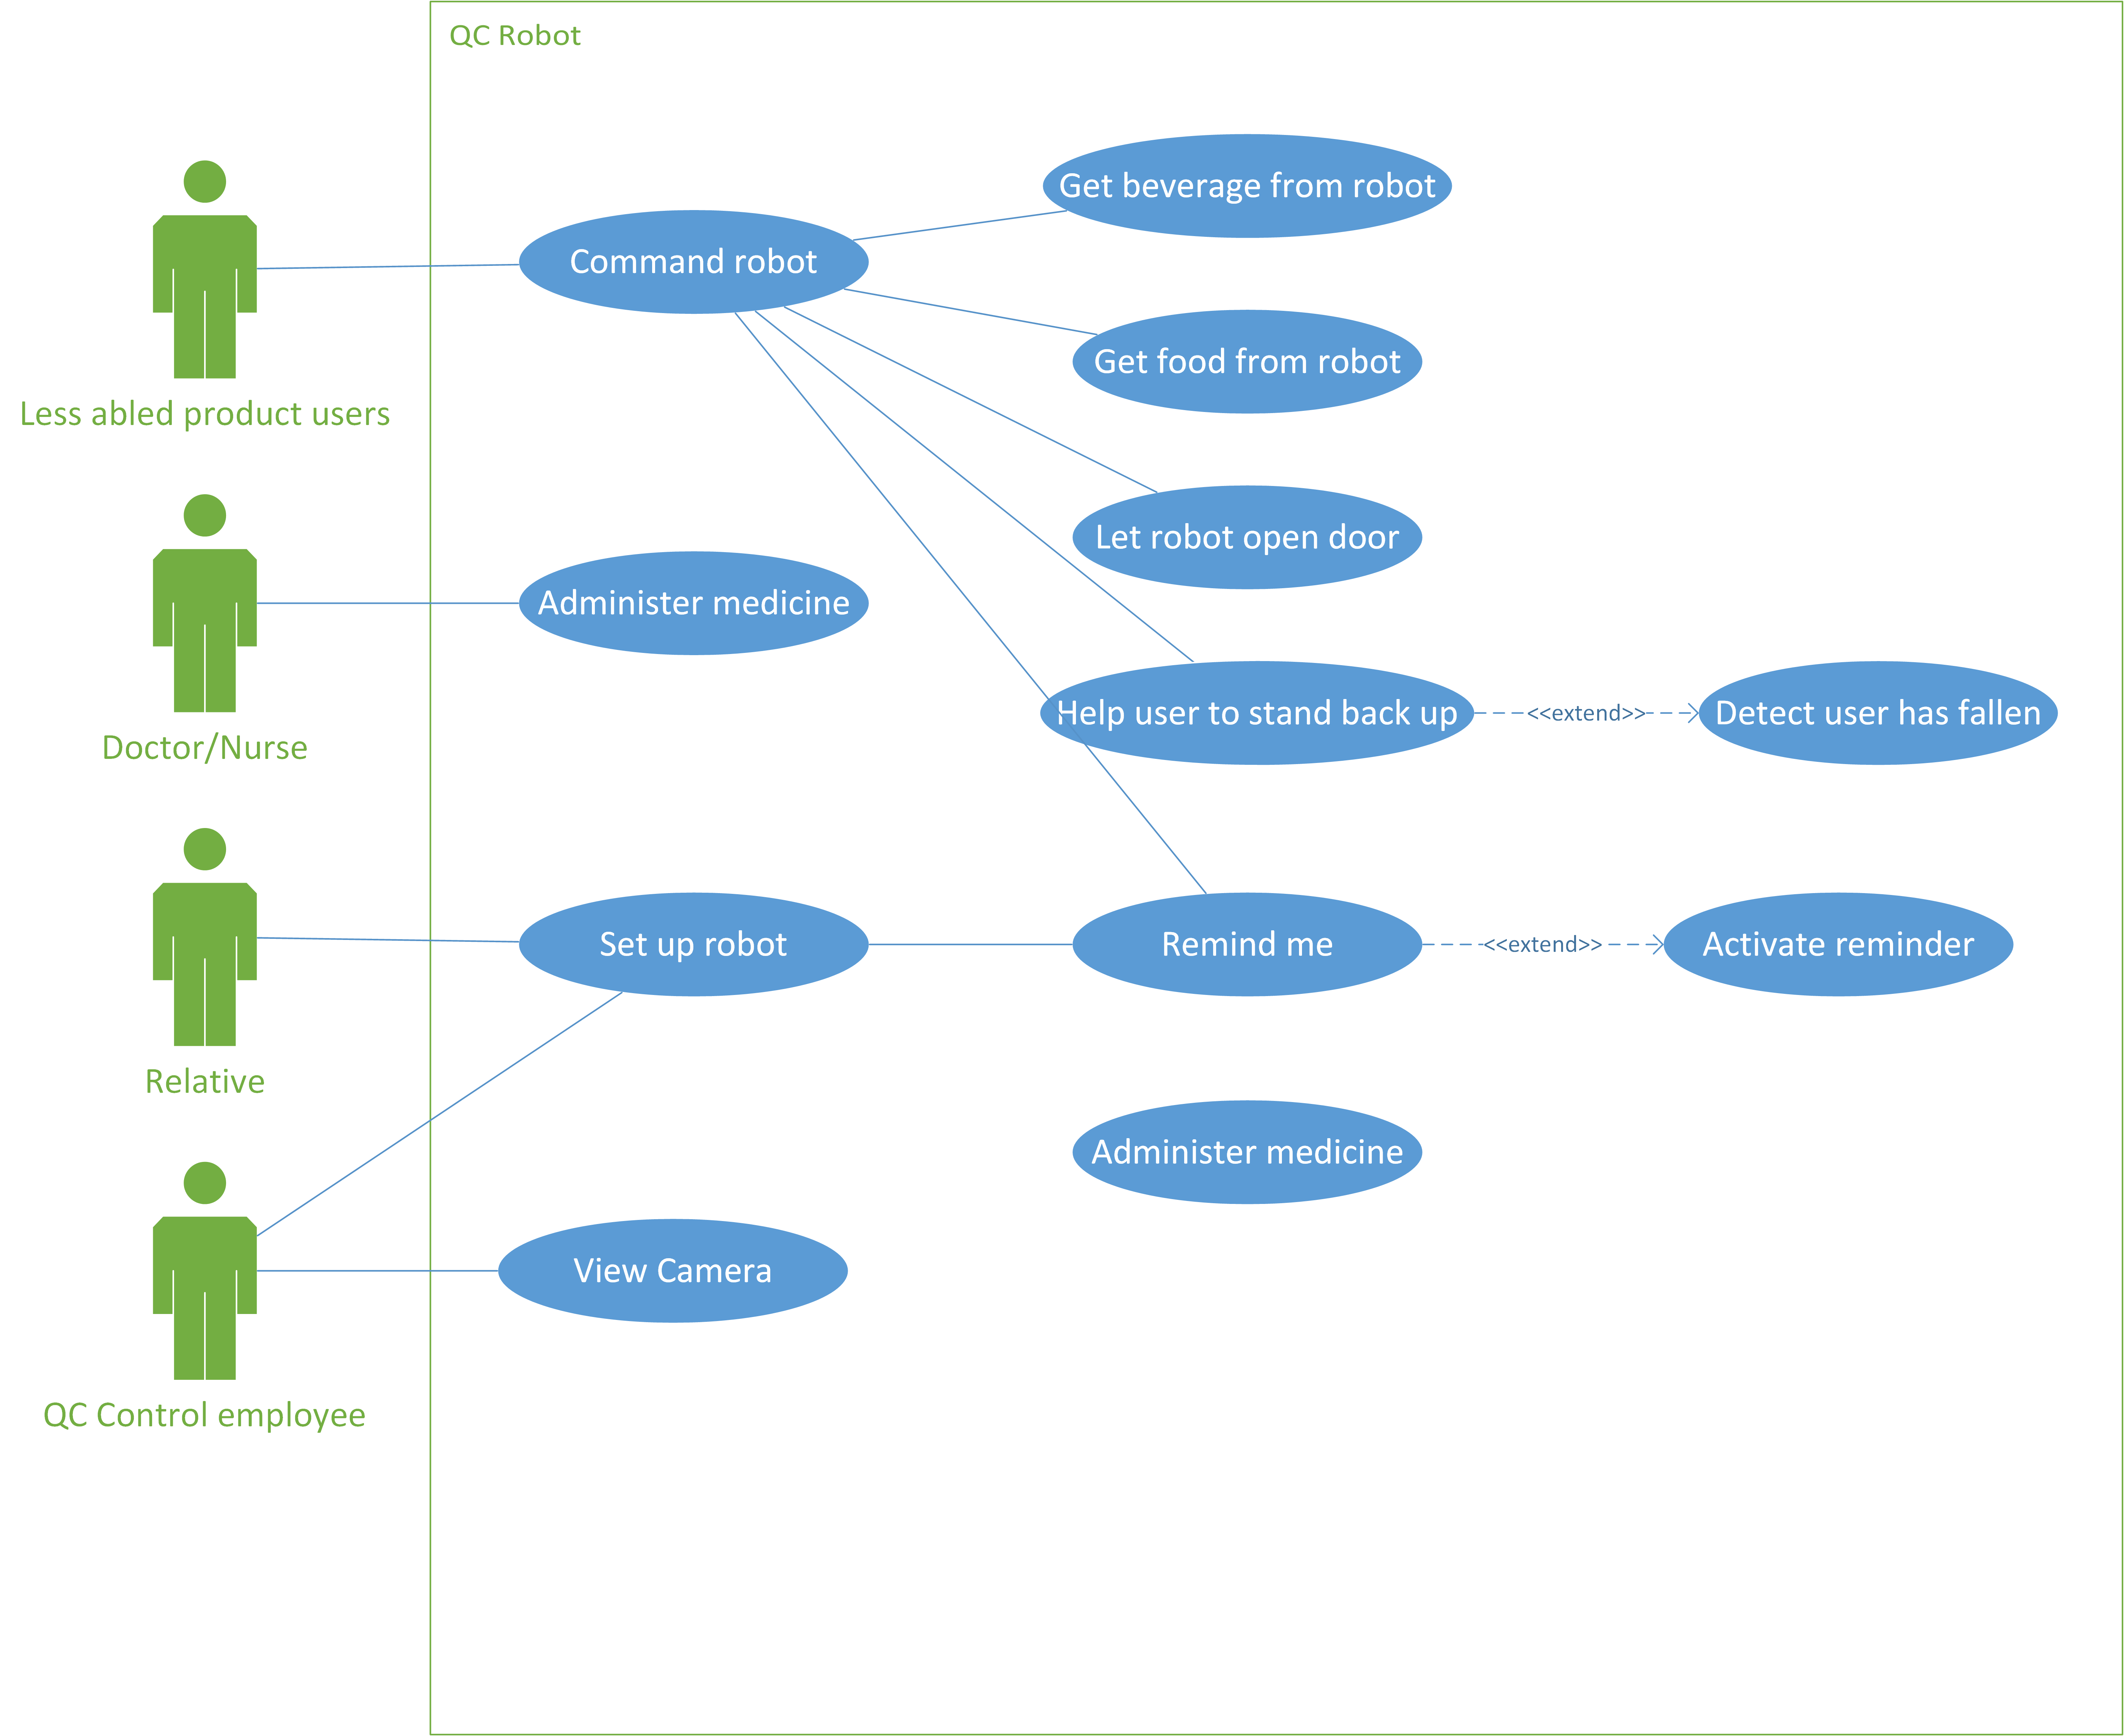 QC Robot
Get beverage from robot
Command robot
Get food from robot
Less abled product users
Let robot open door
Administer medicine
Help user to stand back up
<<extend>>
Detect user has fallen
Doctor/Nurse
Set up robot
Remind me
<<extend>>
Activate reminder
Relative
Administer medicine
View Camera
QC Control employee